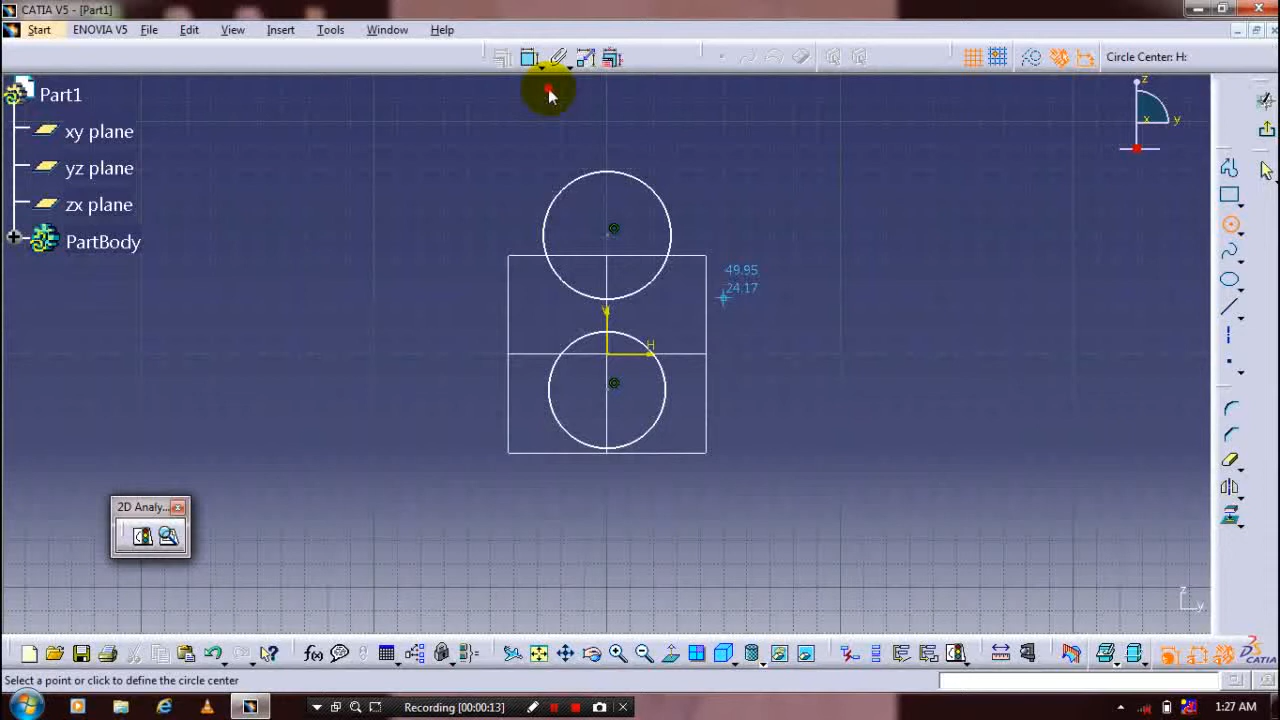 CATIA V5 - [Part1]
Start ENOVIA V5 File Edit View Insert Tools Window Help
Circle Center: H:
Part1
xy plane
yz plane
zx plane
PartBody
z
x
y
49.95
24.17
V
H
2D Analy...
z
y
f(x)
CATIA
Select a point or click to define the circle center
Recording [00:00:13]
1:27 AM